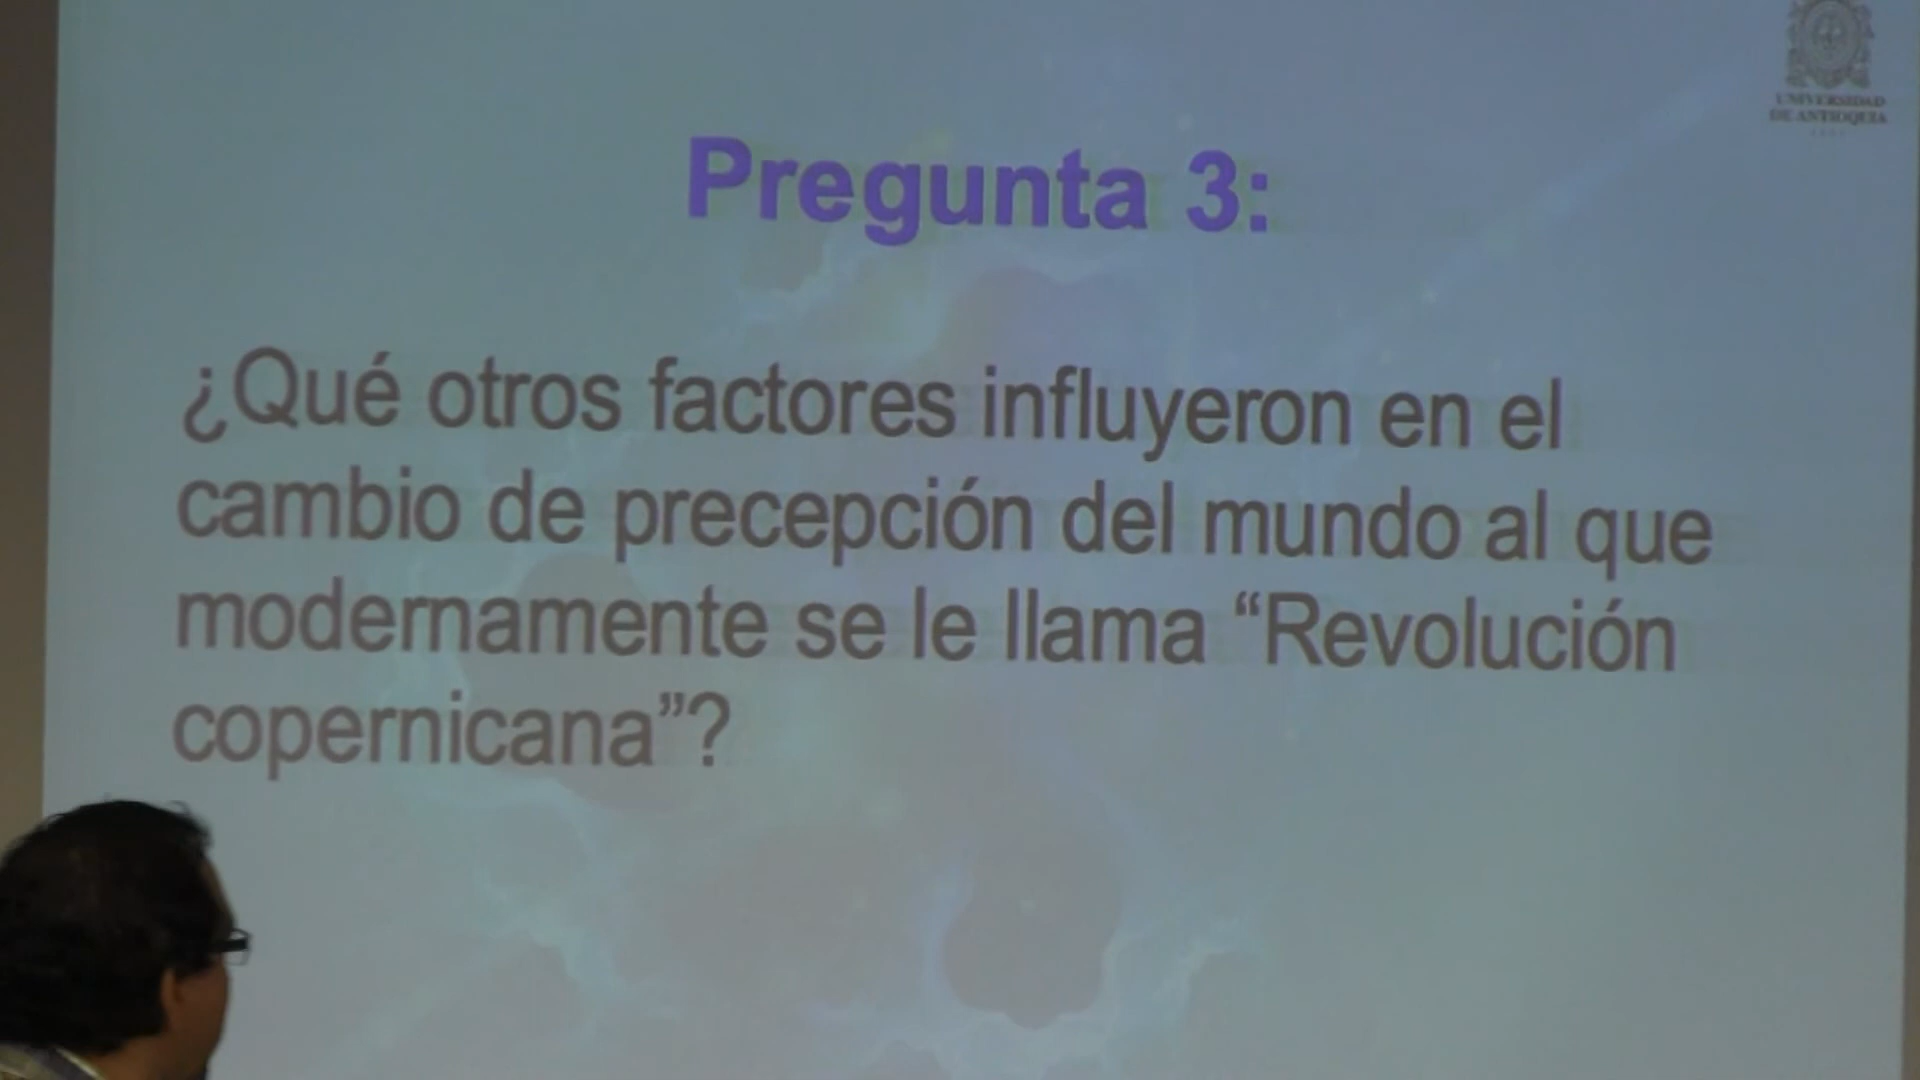 UNIVERSIDAD
DE ANTIOQUIA
Pregunta 3:
¿Qué otros factores influyeron en el
cambio de precepción del mundo al que
modernamente se le llama “Revolución
copernicana”?